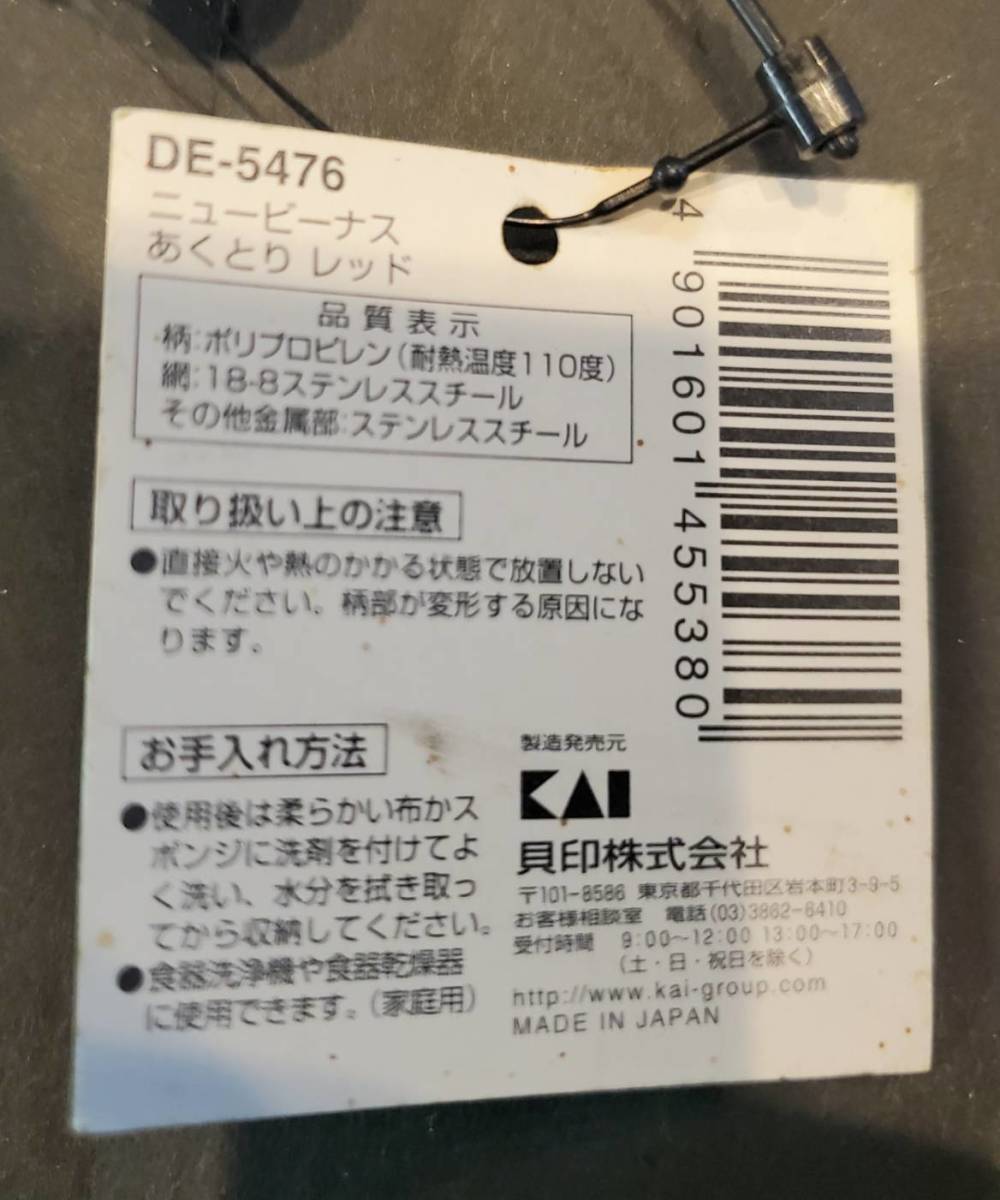 DE-5476
ニュービーナス
あくとり レッド
品質表示
柄:ポリプロピレン(耐熱温度110度)
網:18-8ステンレススチール
その他金属部:ステンレススチール
取り扱い上の注意
●直接火や熱のかかる状態で放置しない
でください。柄部が変形する原因にな
ります。
お手入れ方法
●使用後は柔らかい布かス
ポンジに洗剤を付けてよ
く洗い、水分を拭き取っ
てから収納してください。
●食器洗浄機や食器乾燥器
に使用できます。(家庭用)
4 901601 455380
製造発売元
KAI
貝印株式会社
〒101-8586 東京都千代田区岩本町3-9-5
お客様相談室 電話(03)3862-6410
受付時間 9:00~12:00 13:00~17:00
(土・日・祝日を除く)
http://www.kai-group.com
MADE IN JAPAN